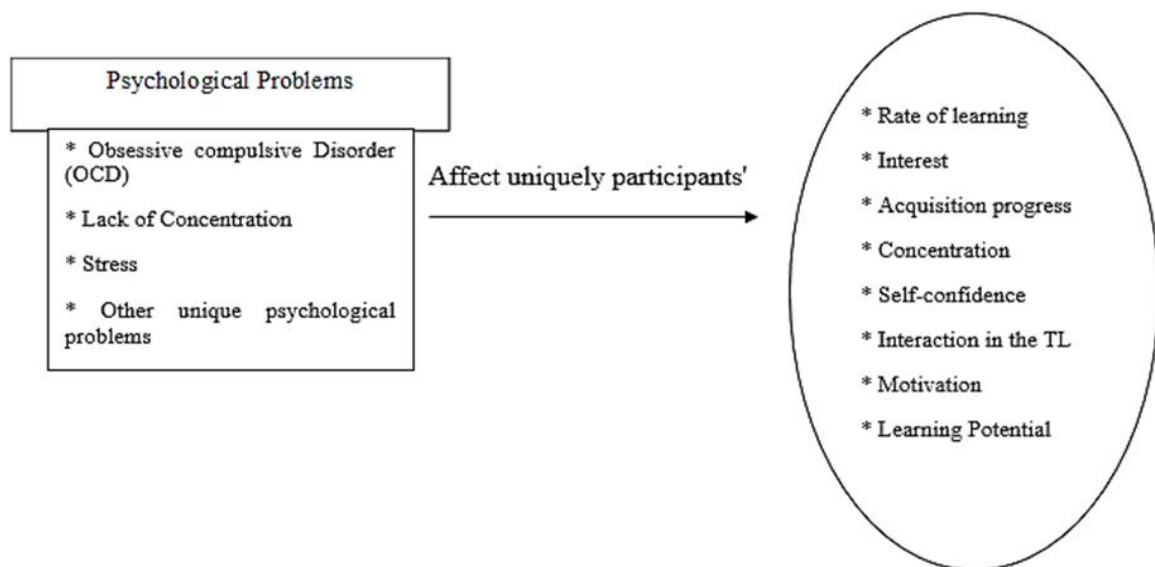 Psychological Problems
* Obsessive compulsive Disorder
(OCD)
* Lack of Concentration
* Stress
* Other unique psychological
problems
Affect uniquely participants'
* Rate of learning
* Interest
* Acquisition progress
* Concentration
* Self-confidence
* Interaction in the TL
* Motivation
* Learning Potential